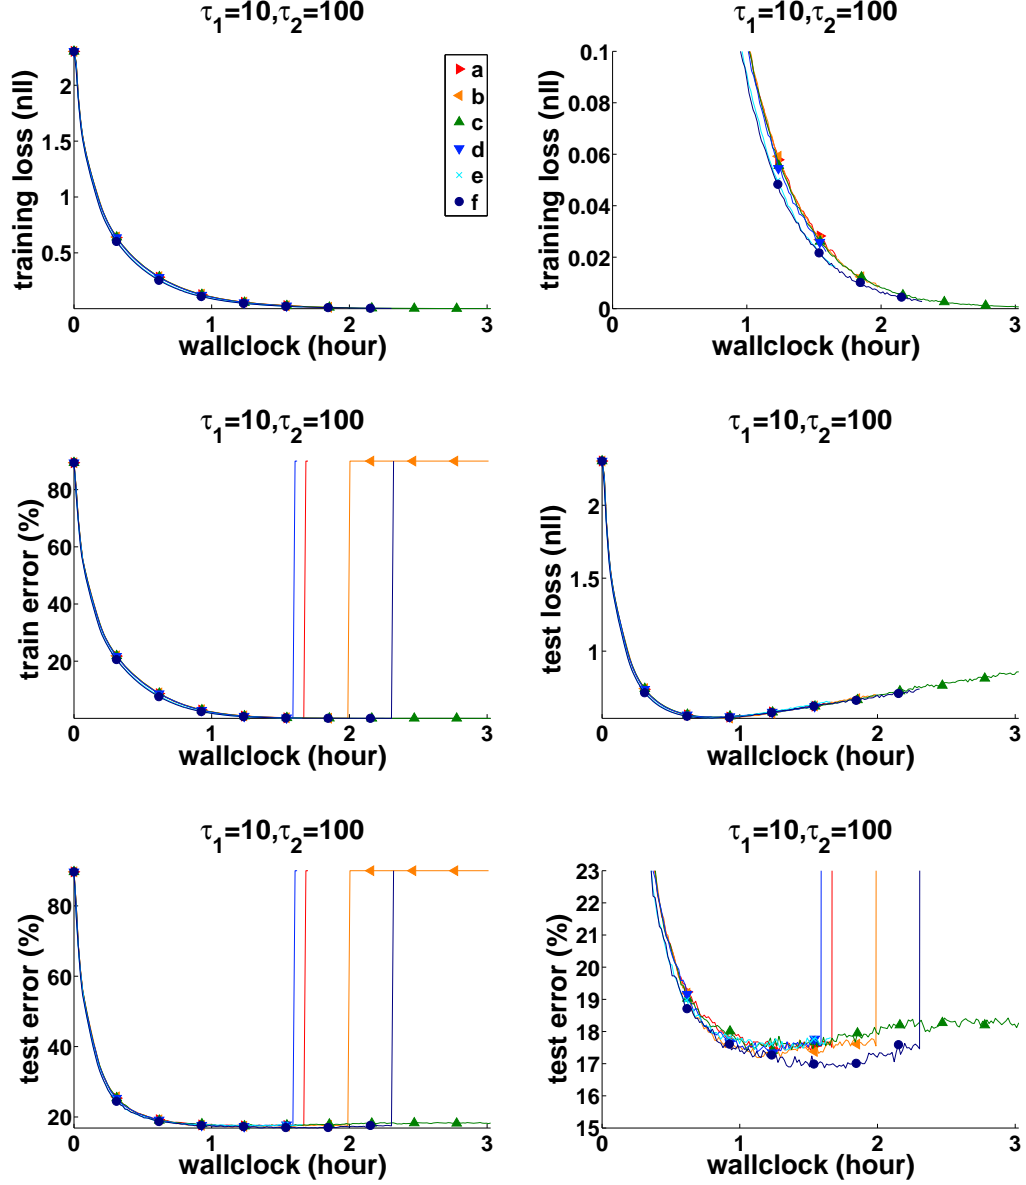 τ1=10,τ2=100
training loss (nll)
2
1.5
1
0.5
0 1 2 3
wallclock (hour)
a
b
c
d
e
f
τ1=10,τ2=100
training loss (nll)
0.1
0.08
0.06
0.04
0.02
0
0 1 2 3
wallclock (hour)
τ1=10,τ2=100
train error (%)
80
60
40
20
0 1 2 3
wallclock (hour)
τ1=10,τ2=100
test loss (nll)
2
1.5
1
0 1 2 3
wallclock (hour)
τ1=10,τ2=100
test error (%)
80
60
40
20
0 1 2 3
wallclock (hour)
τ1=10,τ2=100
test error (%)
23
22
21
20
19
18
17
16
15
0 1 2 3
wallclock (hour)